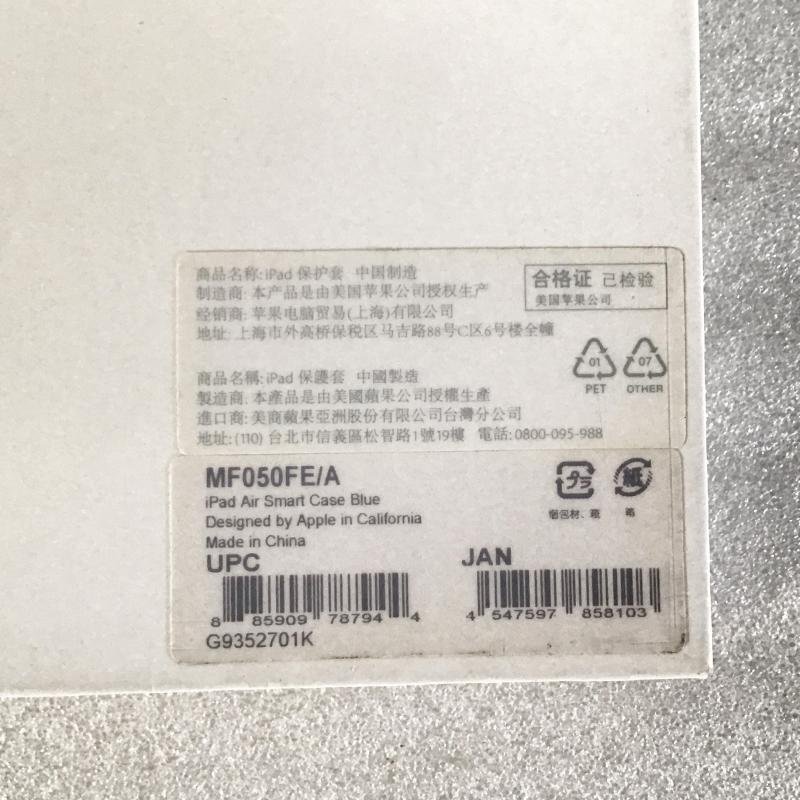 商品名称: iPad 保护套 中国制造
制造商: 本产品是由美国苹果公司授权生产
经销商: 苹果电脑贸易(上海)有限公司
地址: 上海市外高桥保税区马吉路88号C区6号楼全幢
合格证 已检验
美国苹果公司
01
PET
07
OTHER
商品名稱: iPad 保護套 中國製造
製造商: 本產品是由美國蘋果公司授權生產
進口商: 美商蘋果亞洲股份有限公司台灣分公司
地址: (110) 台北市信義區松智路1號19樓 電話: 0800-095-988
MF050FE/A
iPad Air Smart Case Blue
Designed by Apple in California
Made in China
プラ
紙
個包材、箱
箱
UPC
8 85909 78794 4
JAN
4 547597 858103
G9352701K